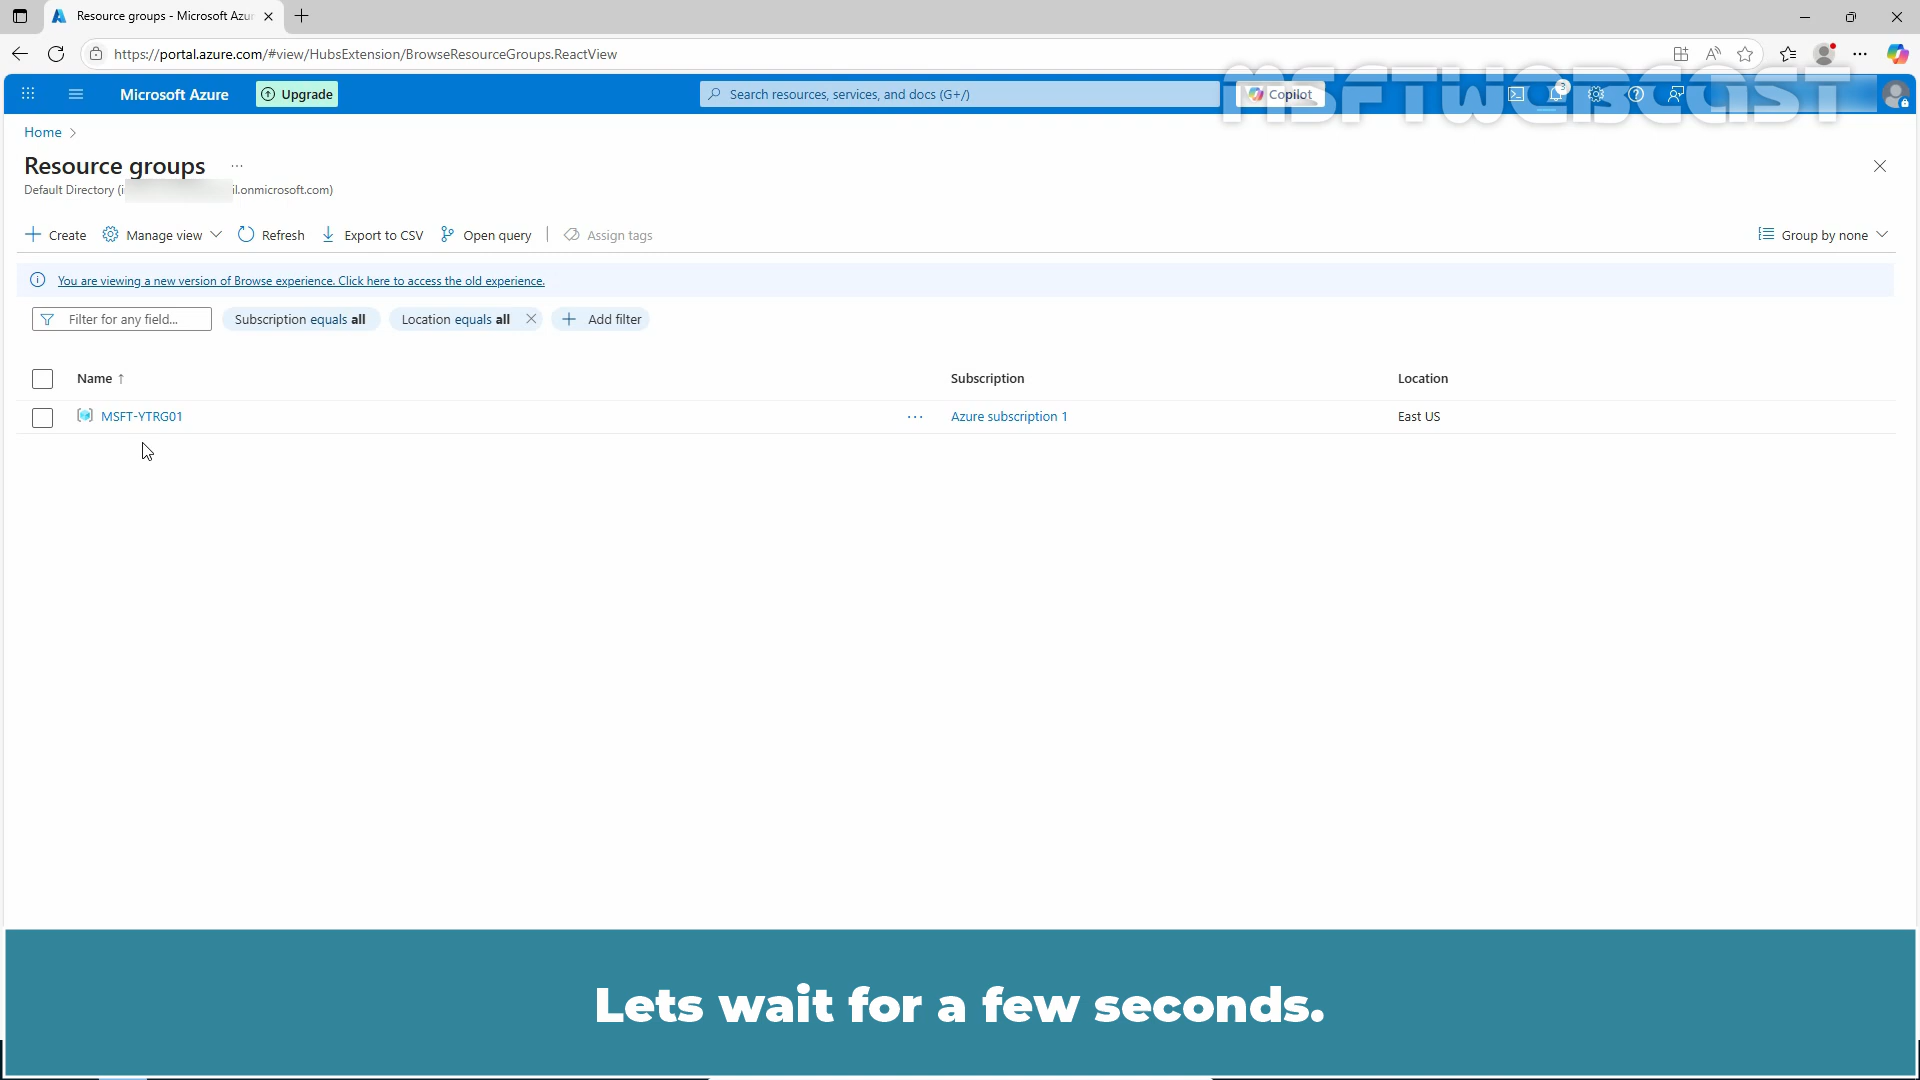 Resource groups - Microsoft Azu
https://portal.azure.com/#view/HubsExtension/BrowseResourceGroups.ReactView
Microsoft Azure
Upgrade
Search resources, services, and docs (G+/)
Copilot
3
MSFTWEBCAST
Home
Resource groups ...
Default Directory (i
il.onmicrosoft.com)
Create
Manage view
Refresh
Export to CSV
Open query
Assign tags
Group by none
You are viewing a new version of Browse experience. Click here to access the old experience.
Filter for any field...
Subscription equals all
Location equals all
Add filter
Name ↑
Subscription
Location
MSFT-YTRG01
...
Azure subscription 1
East US
Lets wait for a few seconds.